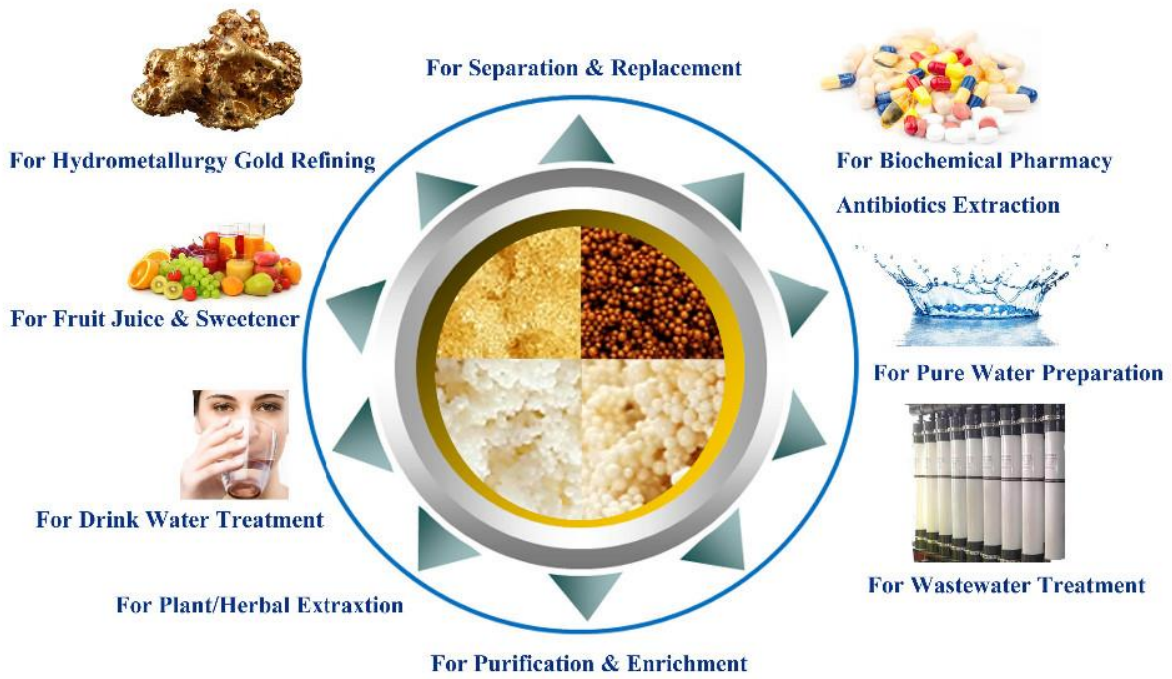 For Separation & Replacement
For Hydrometallurgy Gold Refining
For Biochemical Pharmacy
Antibiotics Extraction
For Fruit Juice & Sweetener
For Pure Water Preparation
For Drink Water Treatment
For Wastewater Treatment
For Plant/Herbal Extraxtion
For Purification & Enrichment